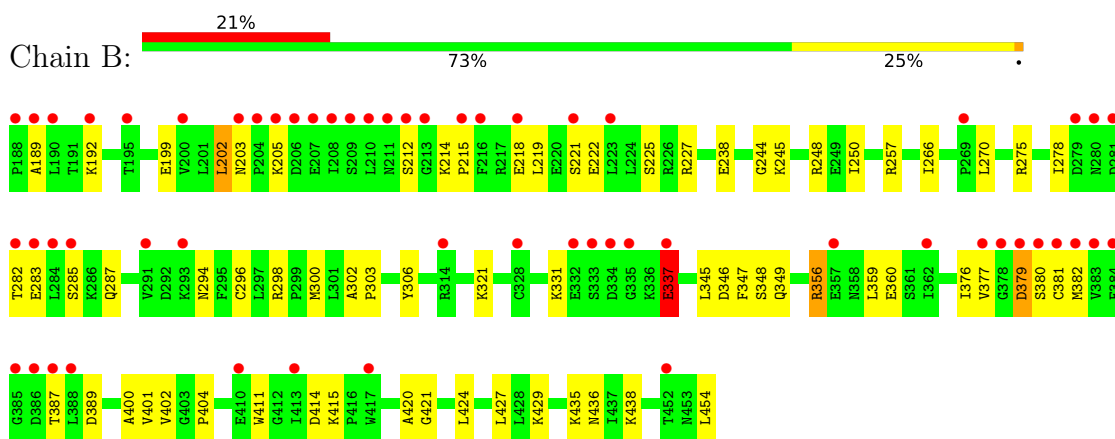 21%
Chain B:
73% 25% •
P188 A189 L190 T191 K192 T195 E199 V200 L201 L202 N203 P204 K205 D206 E207 I208 S209 L210 N211 S212 G213 K214 P215 F216 R217 E218 L219 E220 S221 E222 L223 L224 S225 R226 R227 E238 G244 K245 R248 E249 I250 R257 I266 P269 L270 R275 I278 D279 N280
T282 E283 L284 S285 K286 Q287 V291 D292 K293 N294 F295 C296 L297 R298 P299 M300 L301 A302 P303 Y306 R314 K321 C328 K331 E332 S333 D334 G335 K336 E337 L345 D346 F347 S348 Q349 R356 E357 N358 L359 E360 S361 I362 I376 V377 G378 D379 S380 C381 M382 V383
G385 D386 T387 L388 D389 A400 V401 V402 G403 P404 E410 W411 G412 I413 D414 K415 P416 W417 A420 G421 L424 L427 L428 K429 K435 N436 I437 K438 T452 N453 L454